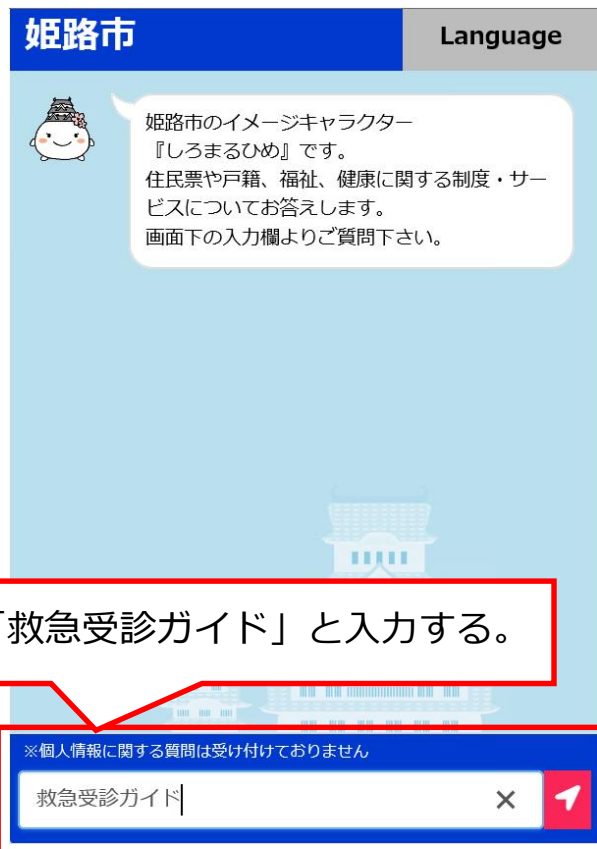 姫路市
Language
姫路市のイメージキャラクター
『しろまるひめ』です。
住民票や戸籍、福祉、健康に関する制度・サー
ビスについてお答えします。
画面下の入力欄よりご質問下さい。
「救急受診ガイド」と入力する。
※個人情報に関する質問は受け付けておりません
救急受診ガイド